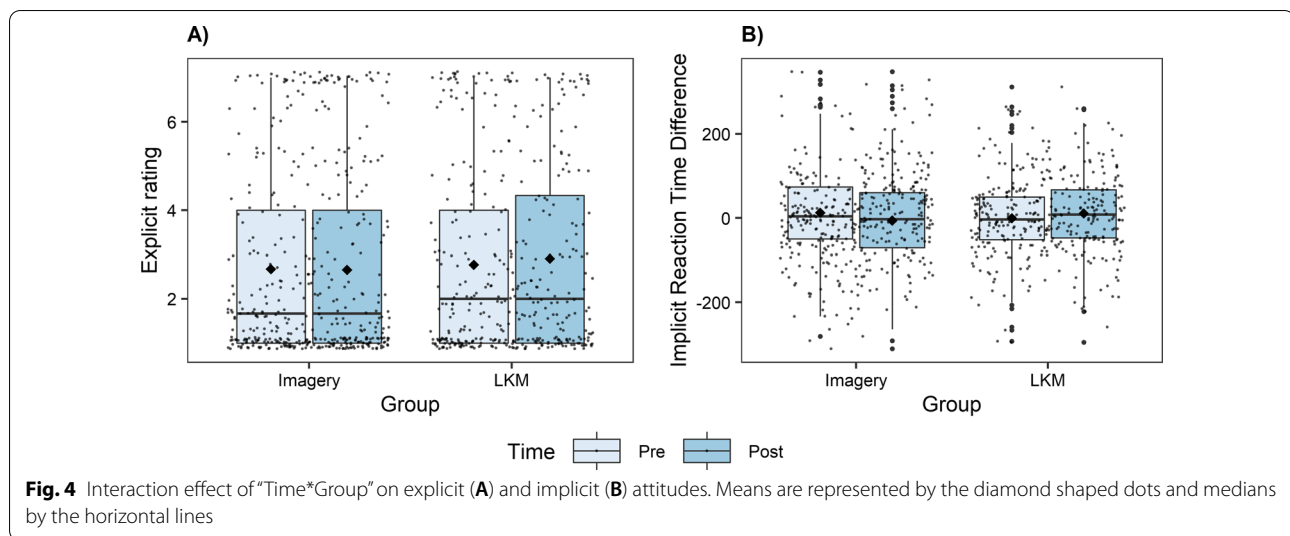 A)
B)
Explicit rating
6
4
2
Imagery
LKM
Group
Implicit Reaction Time Difference
200
0
-200
Imagery
LKM
Group
Time
Pre
Post
Fig. 4 Interaction effect of “Time*Group” on explicit (A) and implicit (B) attitudes. Means are represented by the diamond shaped dots and medians
by the horizontal lines